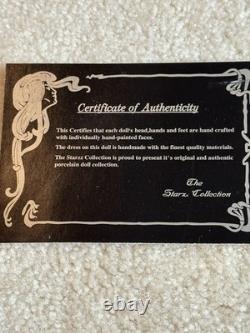 Certificate of Authenticity
This Certifies that each doll's head,hands and feet are hand crafted
with individually hand-painted faces.
The dress on this doll is handmade with the finest quality materials.
The Starzz Collection is proud to present it's original and authentic
porcelain doll collection.
The
Starz Collection